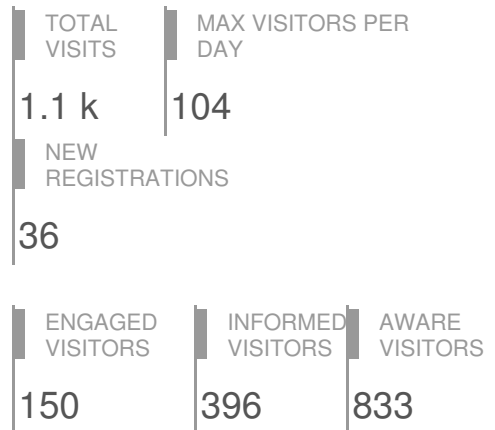 TOTAL
VISITS
1.1 k
MAX VISITORS PER
DAY
104
NEW
REGISTRATIONS
36
ENGAGED
VISITORS
150
INFORMED
VISITORS
396
AWARE
VISITORS
833